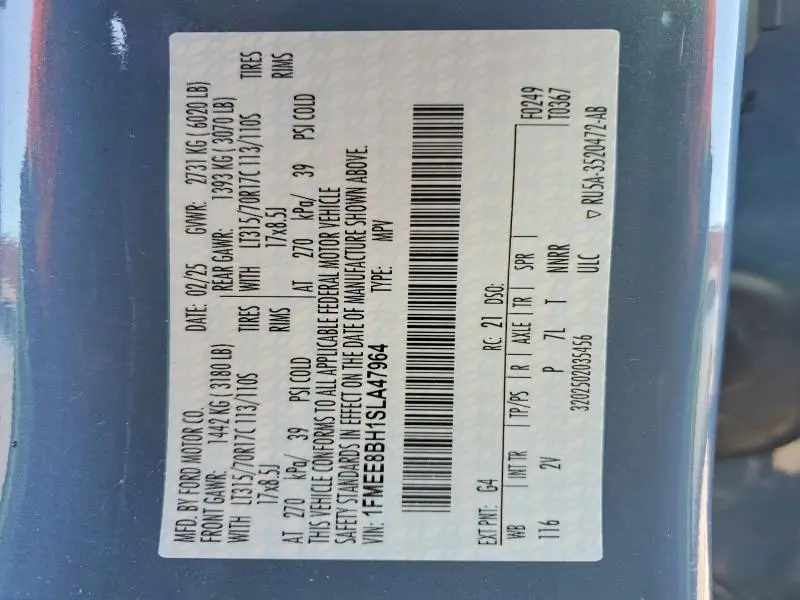 MFD. BY FORD MOTOR CO.
DATE: 02/25 GVWR: 2731 KG ( 6020 LB)
FRONT GAWR: 1442 KG ( 3180 LB) REAR GAWR: 1393 KG ( 3070 LB)
WITH LT315/70R17C 113/110S TIRES WITH LT315/70R17C 113/110S TIRES
17x8.5J RIMS 17x8.5J RIMS
AT 270 kPa/ 39 PSI COLD AT 270 kPa/ 39 PSI COLD
THIS VEHICLE CONFORMS TO ALL APPLICABLE FEDERAL MOTOR VEHICLE
SAFETY STANDARDS IN EFFECT ON THE DATE OF MANUFACTURE SHOWN ABOVE.
VIN: 1FMEE8BH1SLA47964 TYPE: MPV
EXT PNT: G4 RC: 21 DSO: F0249
WB INT TR TP/PS R AXLE TR SPR T0367
116 2V P 7L T NNRR
3202502035456 ULC ▽ RU5A-3520472-AB